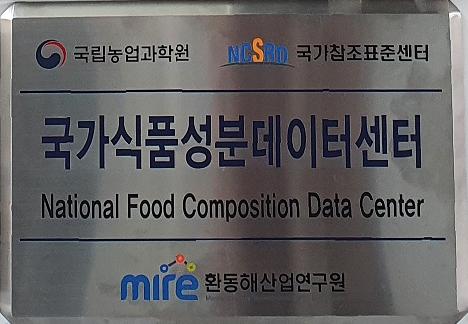 국립농업과학원 NCSRD 국가참조표준센터
국가식품성분데이터센터
National Food Composition Data Center
mire 환동해산업연구원